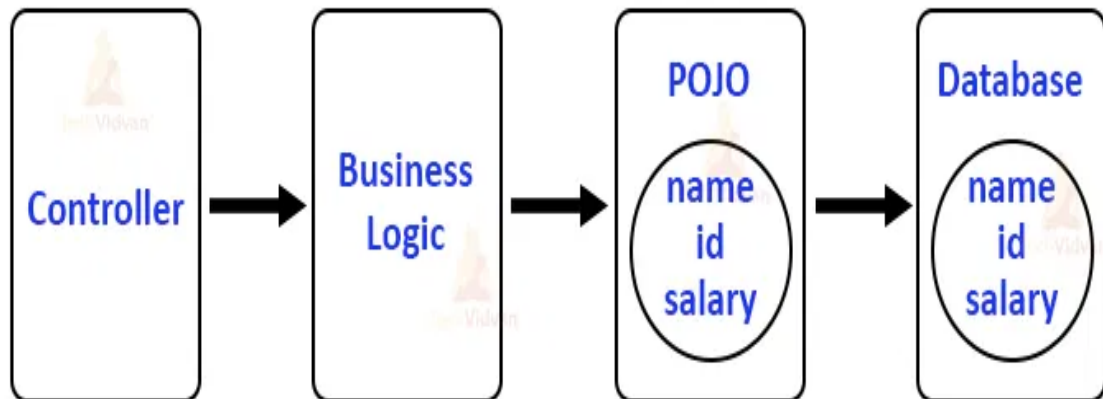 Controller
Business
Logic
POJO
name
id
salary
Database
name
id
salary